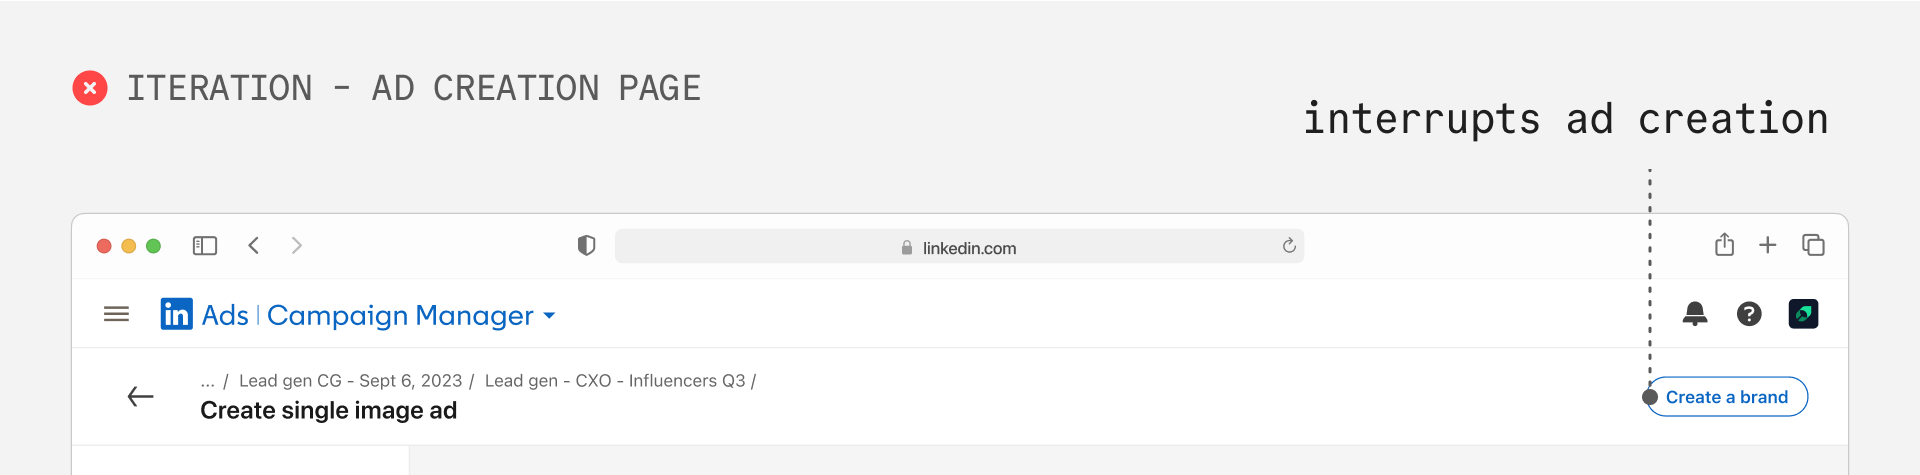 ITERATION - AD CREATION PAGE
interrupts ad creation
linkedin.com
in Ads | Campaign Manager
?
... / Lead gen CG - Sept 6, 2023 / Lead gen - CXO - Influencers Q3 /
Create single image ad
Create a brand